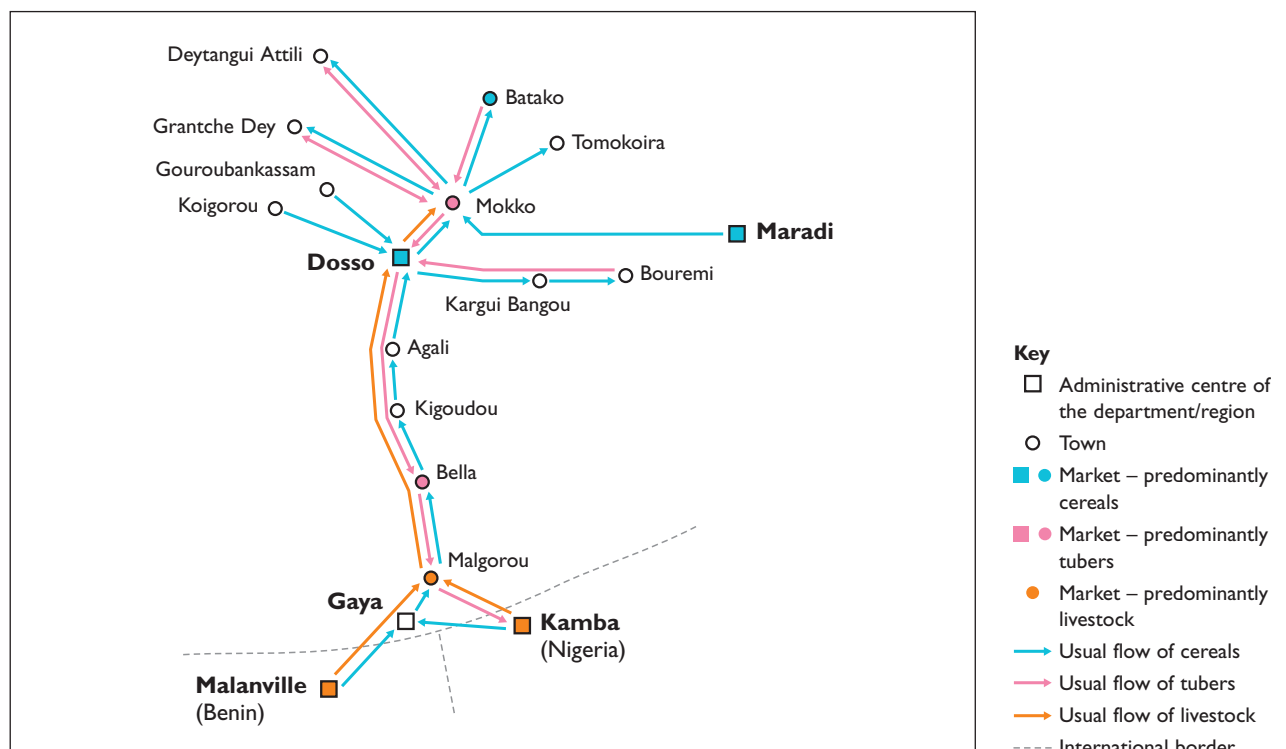 Deytangui Attili
Batako
Grantche Dey
Tomokoira
Gouroubankassam
Koigorou
Mokko
Maradi
Dosso
Bouremi
Kargui Bangou
Agali
Kigoudou
Bella
Malgorou
Gaya
Kamba
(Nigeria)
Malanville
(Benin)
Key
Administrative centre of
the department/region
Town
Market – predominantly
cereals
Market – predominantly
tubers
Market – predominantly
livestock
Usual flow of cereals
Usual flow of tubers
Usual flow of livestock
International border